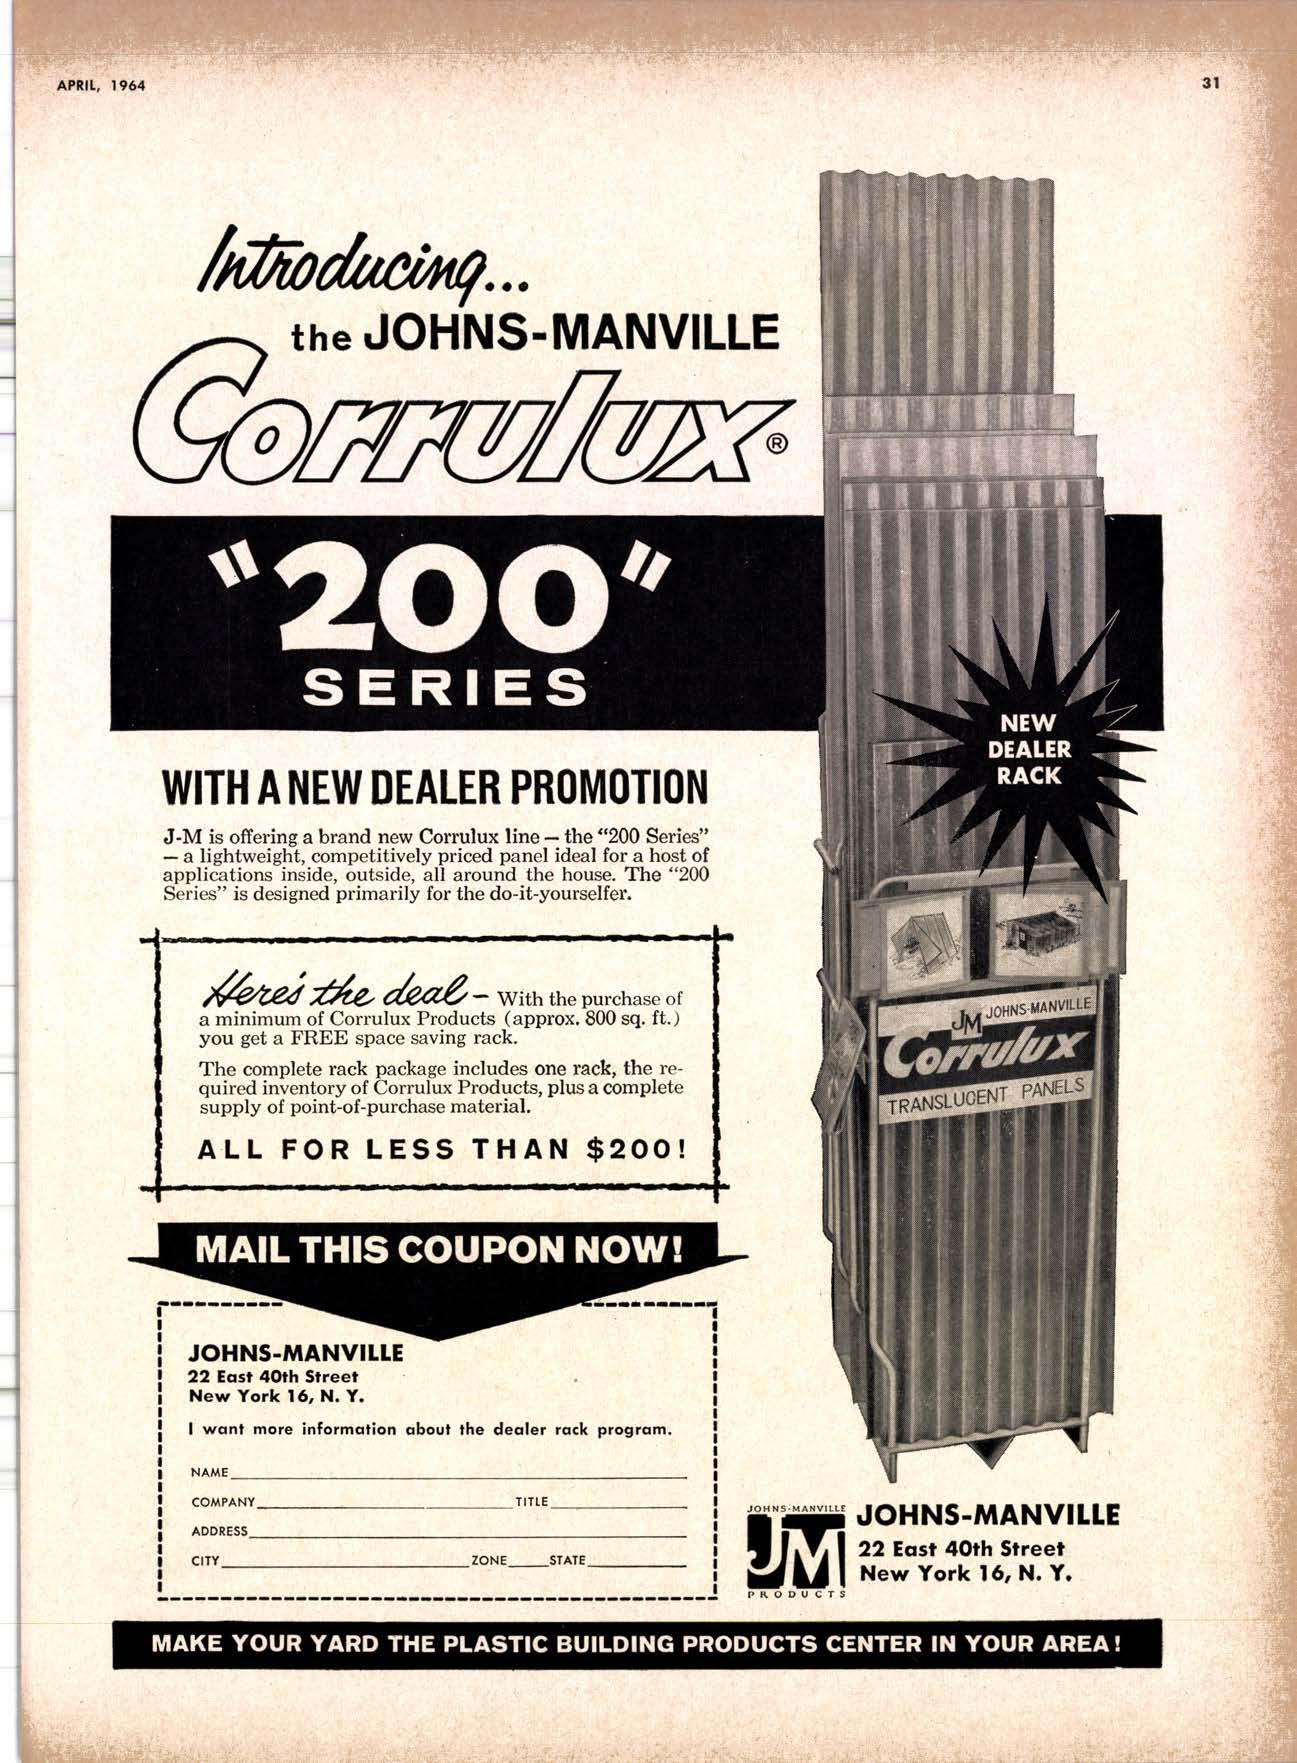 APRIL, 1964
31
Introducing...
the JOHNS-MANVILLE
Corrulux®
"200"
SERIES
NEW
DEALER
RACK
WITH A NEW DEALER PROMOTION
J-M is offering a brand new Corrulux line — the "200 Series"
— a lightweight, competitively priced panel ideal for a host of
applications inside, outside, all around the house. The "200
Series" is designed primarily for the do-it-yourselfer.
Here's the deal — With the purchase of
a minimum of Corrulux Products (approx. 800 sq. ft.)
you get a FREE space saving rack.
The complete rack package includes one rack, the re-
quired inventory of Corrulux Products, plus a complete
supply of point-of-purchase material.
ALL FOR LESS THAN $200!
JM JOHNS-MANVILLE
Corrulux
TRANSLUCENT PANELS
MAIL THIS COUPON NOW!
JOHNS-MANVILLE
22 East 40th Street
New York 16, N. Y.
I want more information about the dealer rack program.
NAME
COMPANY TITLE
ADDRESS
CITY ZONE STATE
JOHNS-MANVILLE
JM
PRODUCTS
JOHNS-MANVILLE
22 East 40th Street
New York 16, N. Y.
MAKE YOUR YARD THE PLASTIC BUILDING PRODUCTS CENTER IN YOUR AREA!